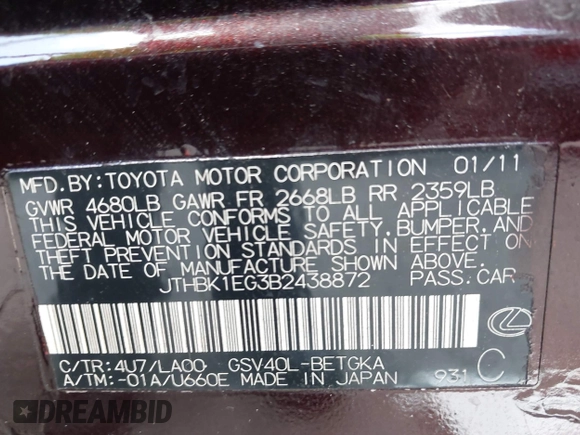 MFD.BY:TOYOTA MOTOR CORPORATION 01/11
GVWR 4680LB GAWR FR 2668LB RR 2359LB
THIS VEHICLE CONFORMS TO ALL APPLICABLE
FEDERAL MOTOR VEHICLE SAFETY, BUMPER, AND
THEFT PREVENTION STANDARDS IN EFFECT ON
THE DATE OF MANUFACTURE SHOWN ABOVE.
JTHBK1EG3B2438872 PASS.CAR
C/TR:4U7/LA00 GSV40L-BETGKA
A/TM:-01A/U660E MADE IN JAPAN 931 C
DREAMBID